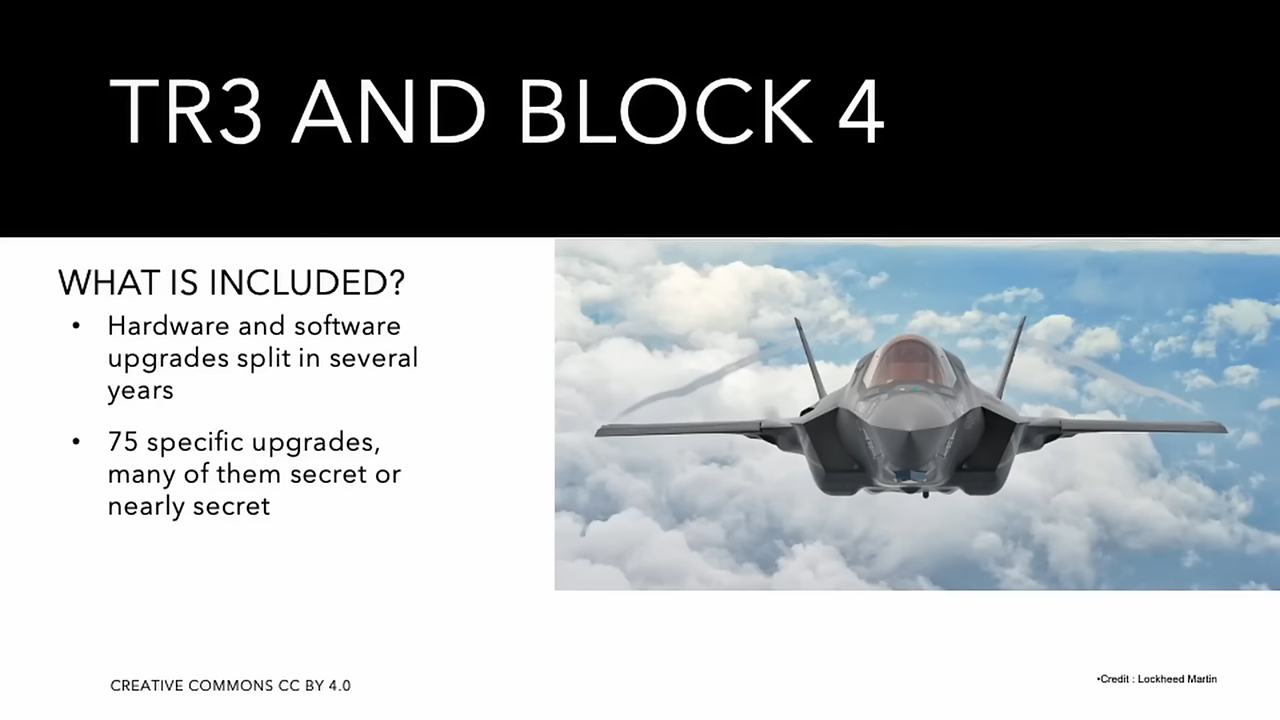 TR3 AND BLOCK 4
WHAT IS INCLUDED?
• Hardware and software
upgrades split in several
years
• 75 specific upgrades,
many of them secret or
nearly secret
CREATIVE COMMONS CC BY 4.0
•Credit : Lockheed Martin